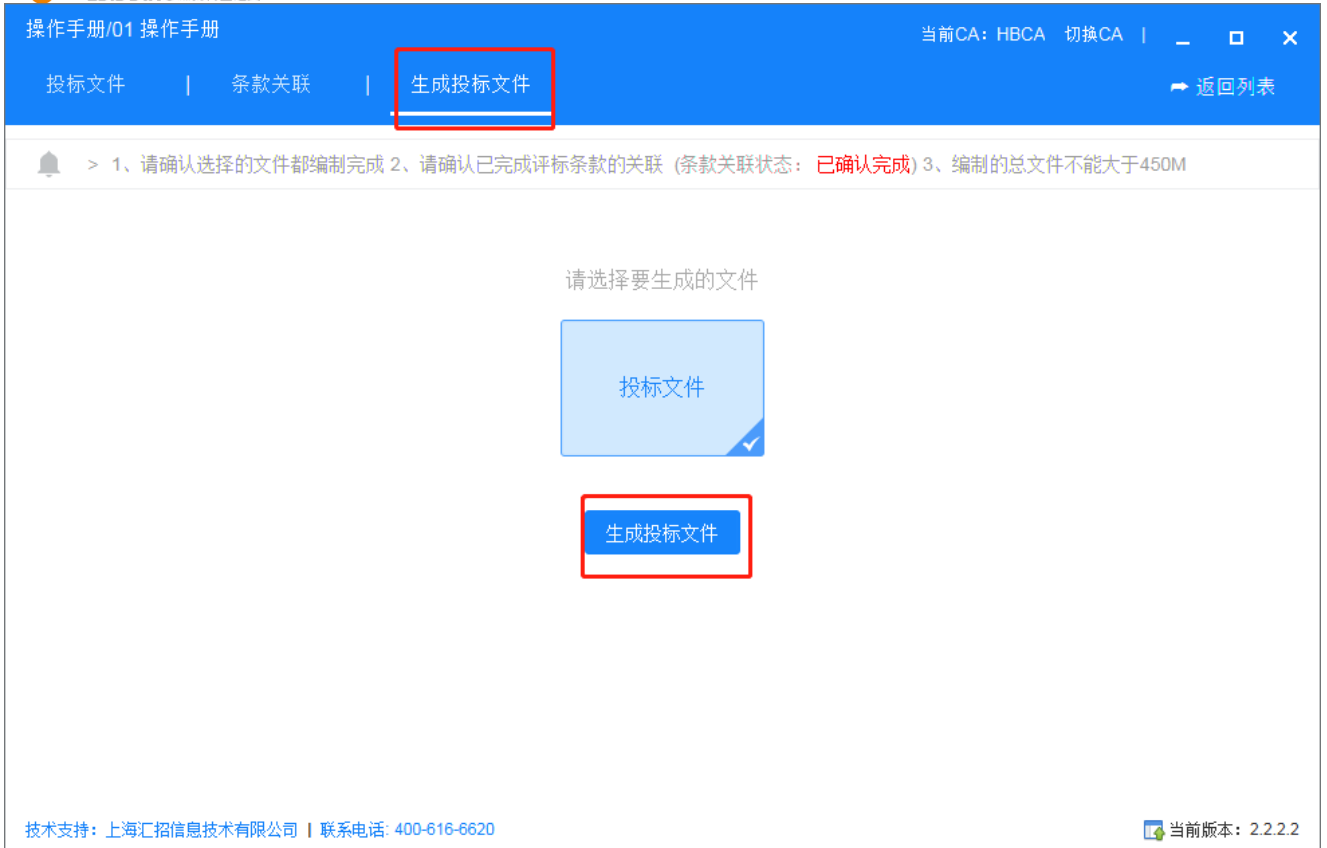 操作手册/01 操作手册
当前CA：HBCA 切换CA |
投标文件 | 条款关联 | 生成投标文件
返回列表
> 1、请确认选择的文件都编制完成 2、请确认已完成评标条款的关联 (条款关联状态：已确认完成) 3、编制的总文件不能大于450M
请选择要生成的文件
投标文件
生成投标文件
技术支持：上海汇招信息技术有限公司 | 联系电话: 400-616-6620
当前版本：2.2.2.2